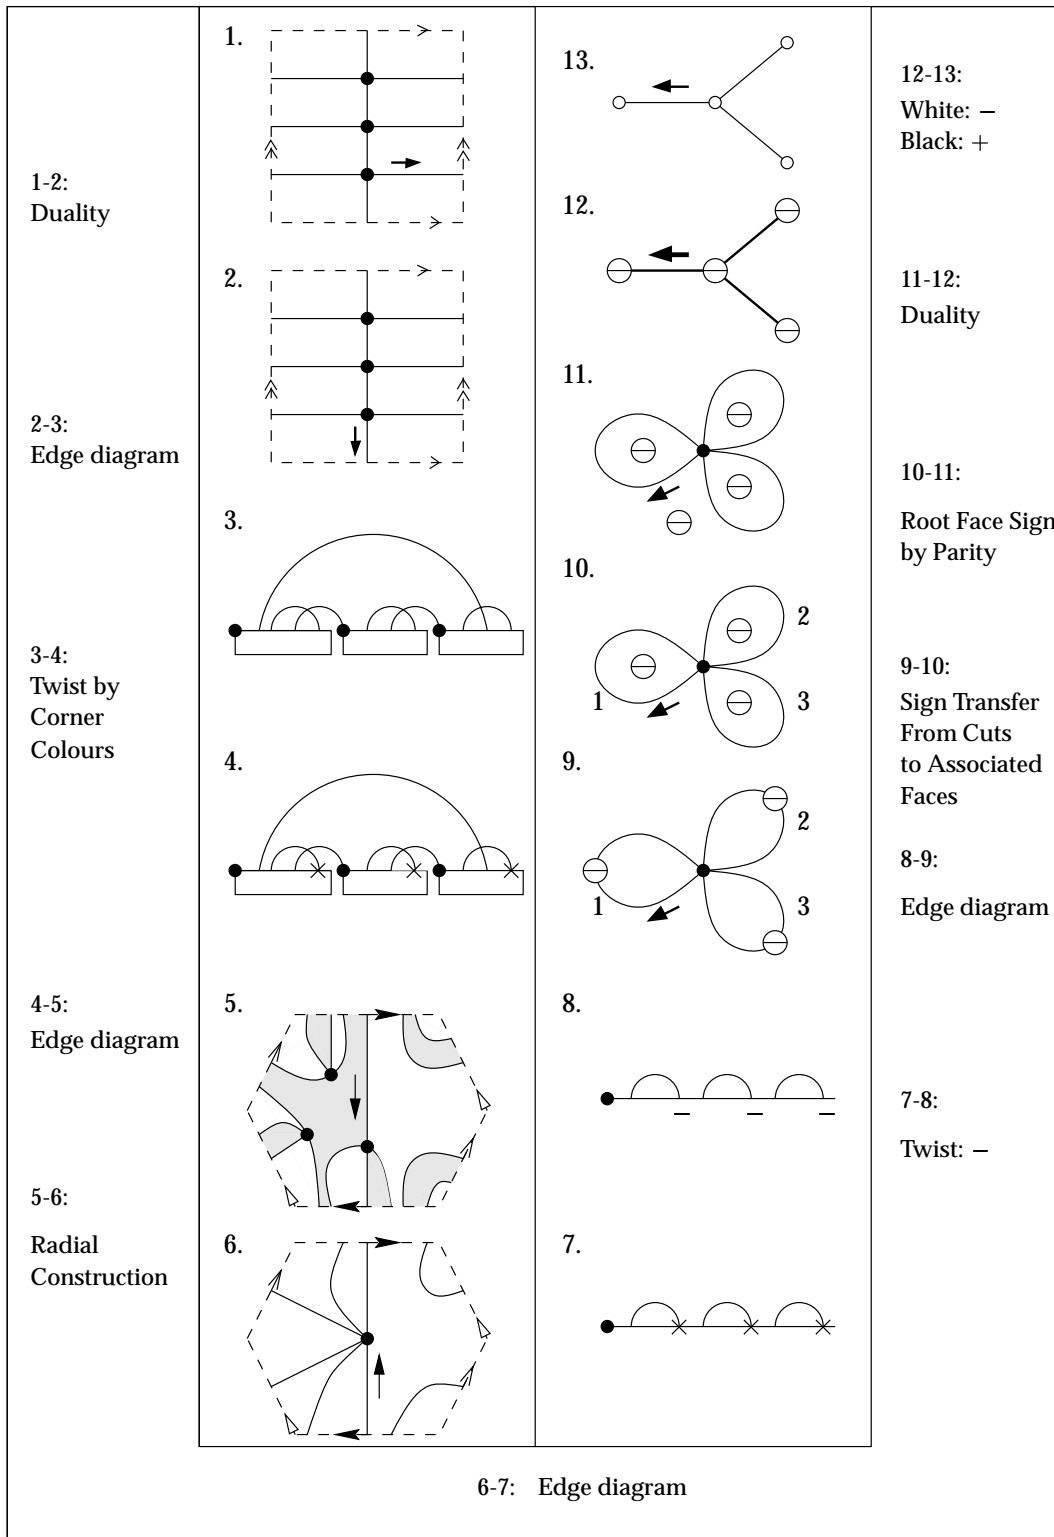 1-2:
Duality
2-3:
Edge diagram
3-4:
Twist by
Corner
Colours
4-5:
Edge diagram
5-6:
Radial
Construction
1.
2.
3.
4.
5.
6.
13.
12.
11.
10.
2
1
3
9.
2
1
3
8.
− − −
7.
12-13:
White: −
Black: +
11-12:
Duality
10-11:
Root Face Sign
by Parity
9-10:
Sign Transfer
From Cuts
to Associated
Faces
8-9:
Edge diagram
7-8:
Twist: −
6-7: Edge diagram